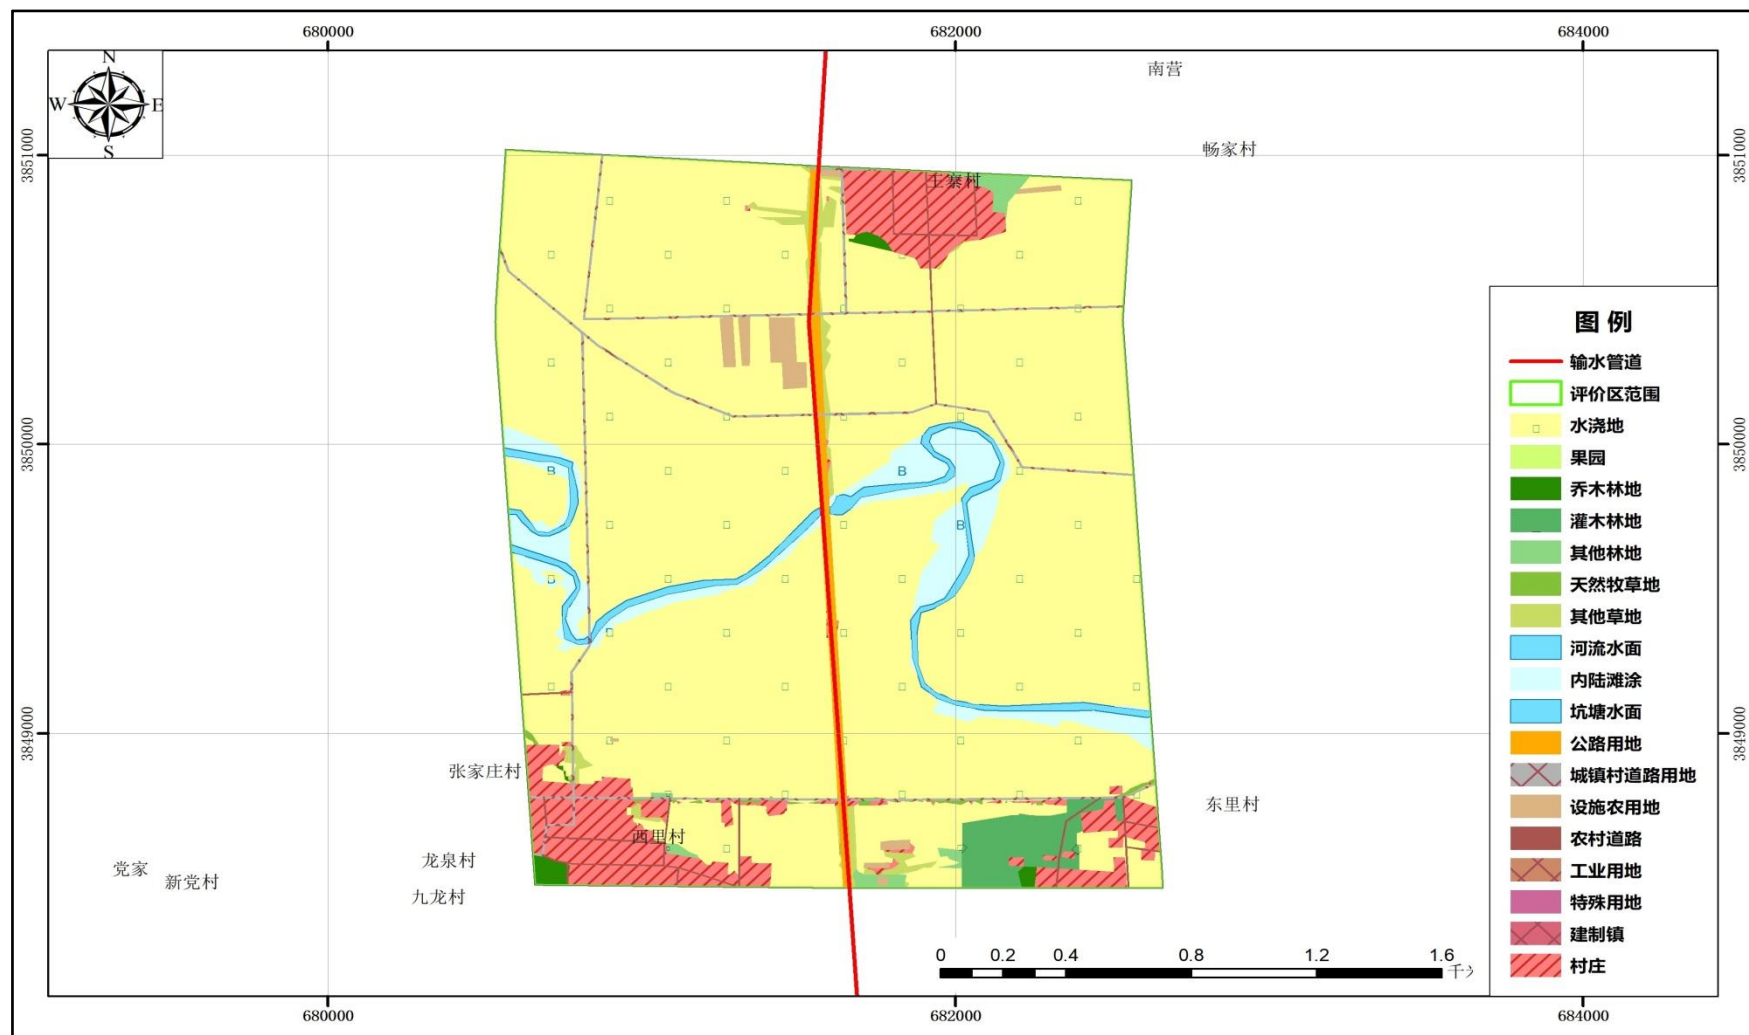 680000
682000
684000
N
W
E
S
南营
3851000
畅家村
3851000
王寨村
图例
输水管道
评价区范围
水浇地
果园
乔木林地
灌木林地
其他林地
天然牧草地
其他草地
河流水面
内陆滩涂
坑塘水面
公路用地
城镇村道路用地
设施农用地
农村道路
工业用地
特殊用地
建制镇
村庄
3850000
3850000
B
B
B
3849000
3849000
张家庄村
东里村
西里村
龙泉村
党家
新党村
九龙村
0
0.2
0.4
0.8
1.2
1.6
680000
682000
684000